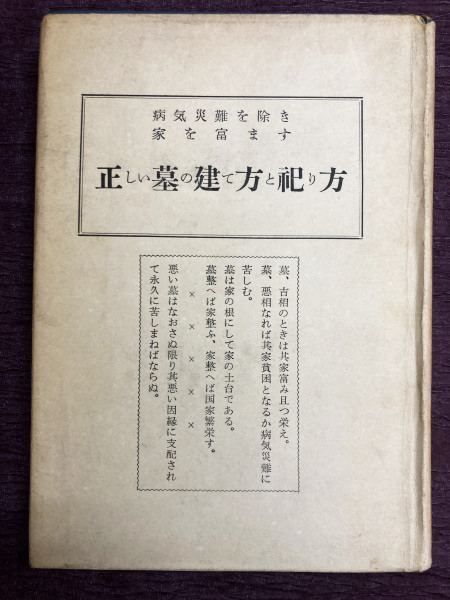 病気災難を除き
家を富ます
正しい墓の建て方と祀り方
墓、吉相のときは其家富み且つ栄え。
墓、悪相なれば其家貧困となるか病気災難に
苦しむ。
墓は家の根にして家の土台である。
墓整へば家整ふ、家整へば国家繁栄す。
×××××
悪い墓はなおさぬ限り其悪い因縁に支配され
て永久に苦しまねばならぬ。